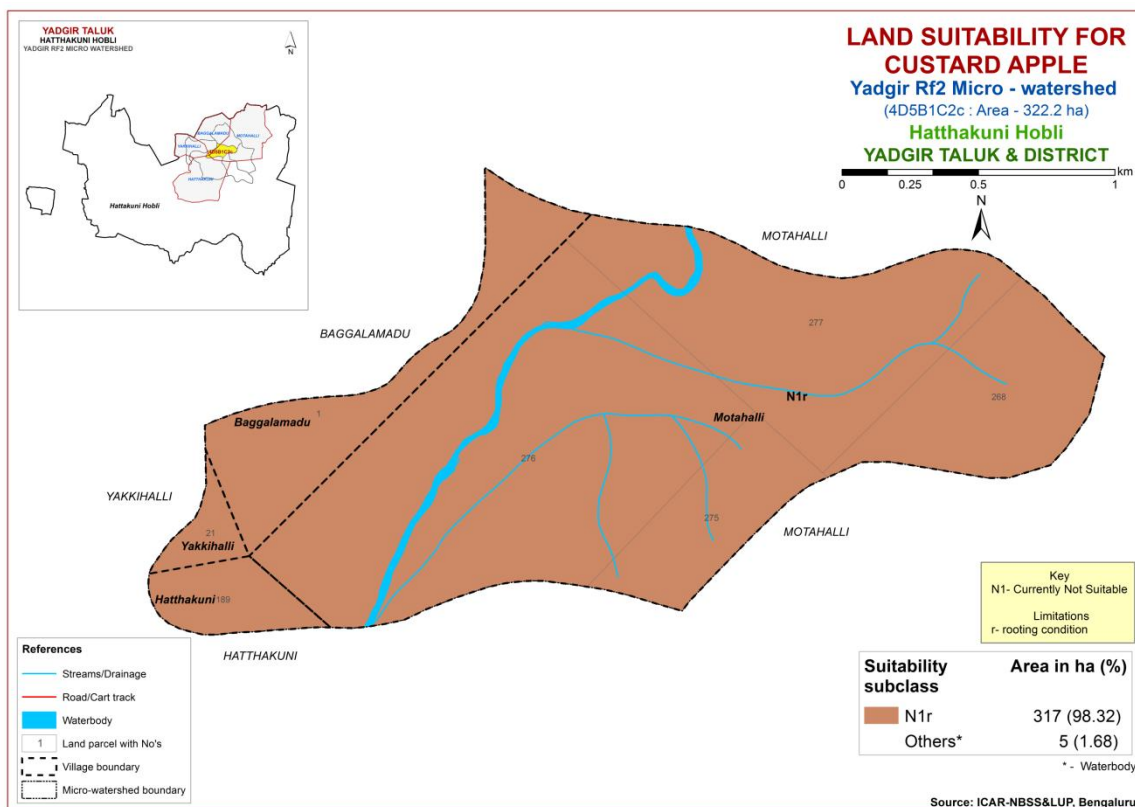 YADGIR TALUK
HATTHAKUNI HOBLI
YADGIR RF2 MICRO WATERSHED
N
BAGGALAMADU
MOTAHALLI
YAKKIHALLI
4D5B1C2c
HATTHAKUNI
Hattakuni Hobli
LAND SUITABILITY FOR
CUSTARD APPLE
Yadgir Rf2 Micro - watershed
(4D5B1C2c : Area - 322.2 ha)
Hatthakuni Hobli
YADGIR TALUK & DISTRICT
km
0 0.25 0.5 1
N
MOTAHALLI
BAGGALAMADU
277
N1r
268
Motahalli
1
Baggalamadu
276
YAKKIHALLI
275
MOTAHALLI
21
Yakkihalli
Hatthakuni
189
HATTHAKUNI
Key
N1- Currently Not Suitable
Limitations
r- rooting condition
References
Streams/Drainage
Road/Cart track
Waterbody
1 Land parcel with No's
Village boundary
Micro-watershed boundary
Suitability subclass Area in ha (%)
N1r 317 (98.32)
Others* 5 (1.68)
* - Waterbody
Source: ICAR-NBSS&LUP, Bengaluru